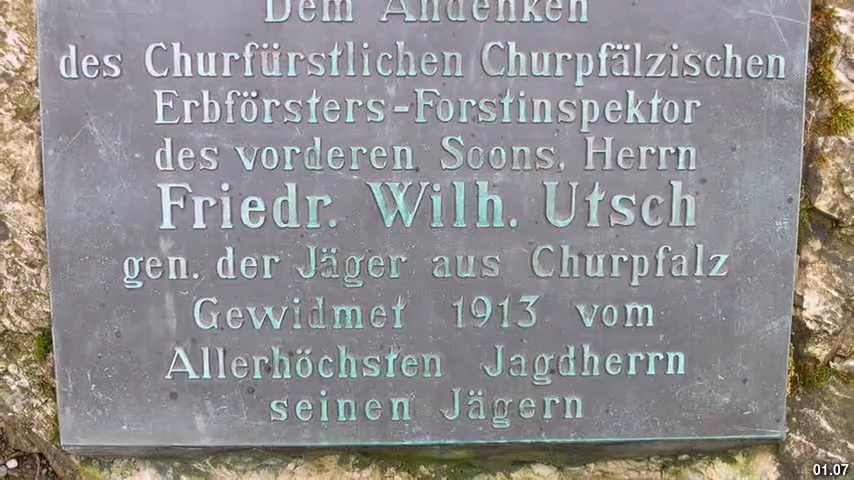 Dem Andenken
des Churfürstlichen Churpfälzischen
Erbförsters-Forstinspektor
des vorderen Soons, Herrn
Friedr. Wilh. Utsch
gen. der Jäger aus Churpfalz
Gewidmet 1913 vom
Allerhöchsten Jagdherrn
seinen Jägern
01.07